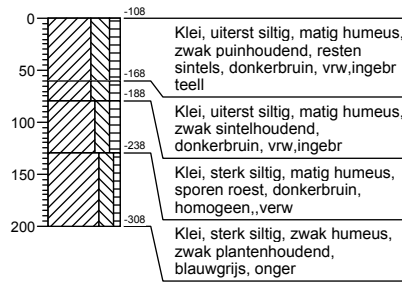 0
-108
Klei, uiterst siltig, matig humeus,
zwak puinhoudend, resten
sintels, donkerbruin, vrw,ingebr
teell
50
-168
-188
Klei, uiterst siltig, matig humeus,
zwak sintelhoudend,
donkerbruin, vrw,ingebr
100
-238
Klei, sterk siltig, matig humeus,
sporen roest, donkerbruin,
homogeen,,verw
150
200
-308
Klei, sterk siltig, zwak humeus,
zwak plantenhoudend,
blauwgrijs, onger